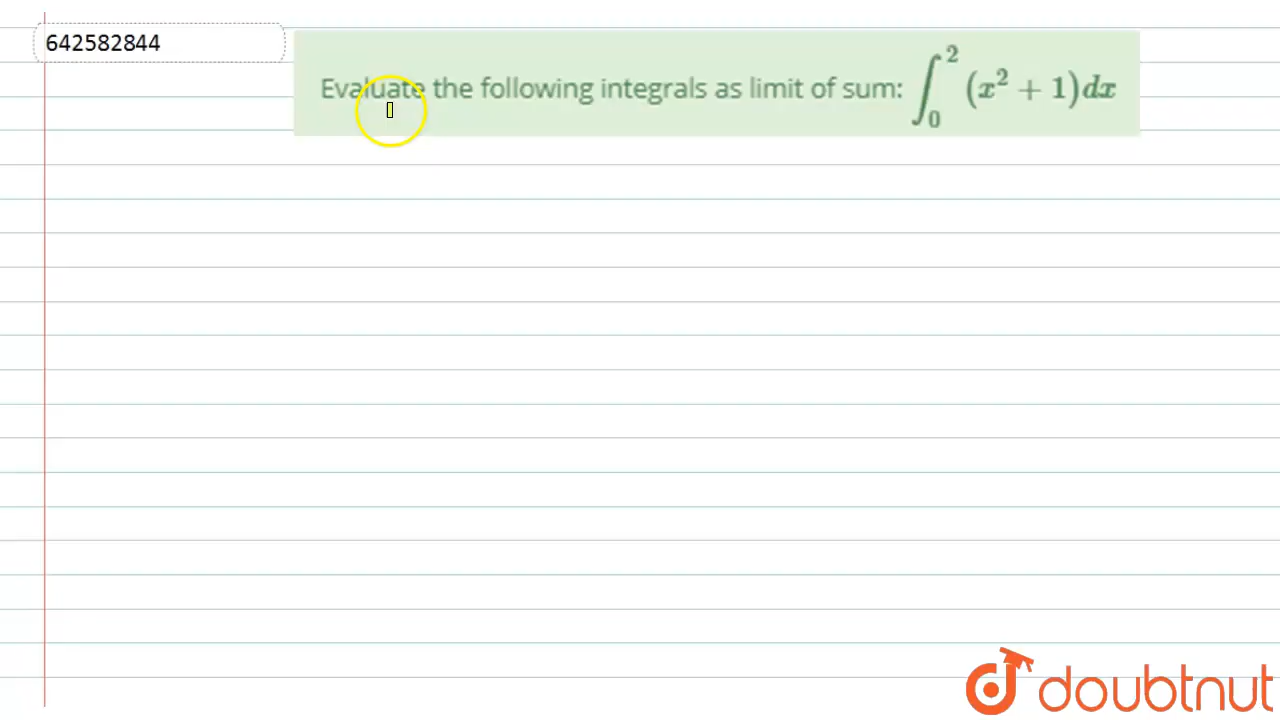 642582844
Evaluate the following integrals as limit of sum: ∫₀² (x² + 1)dx
doubtnut